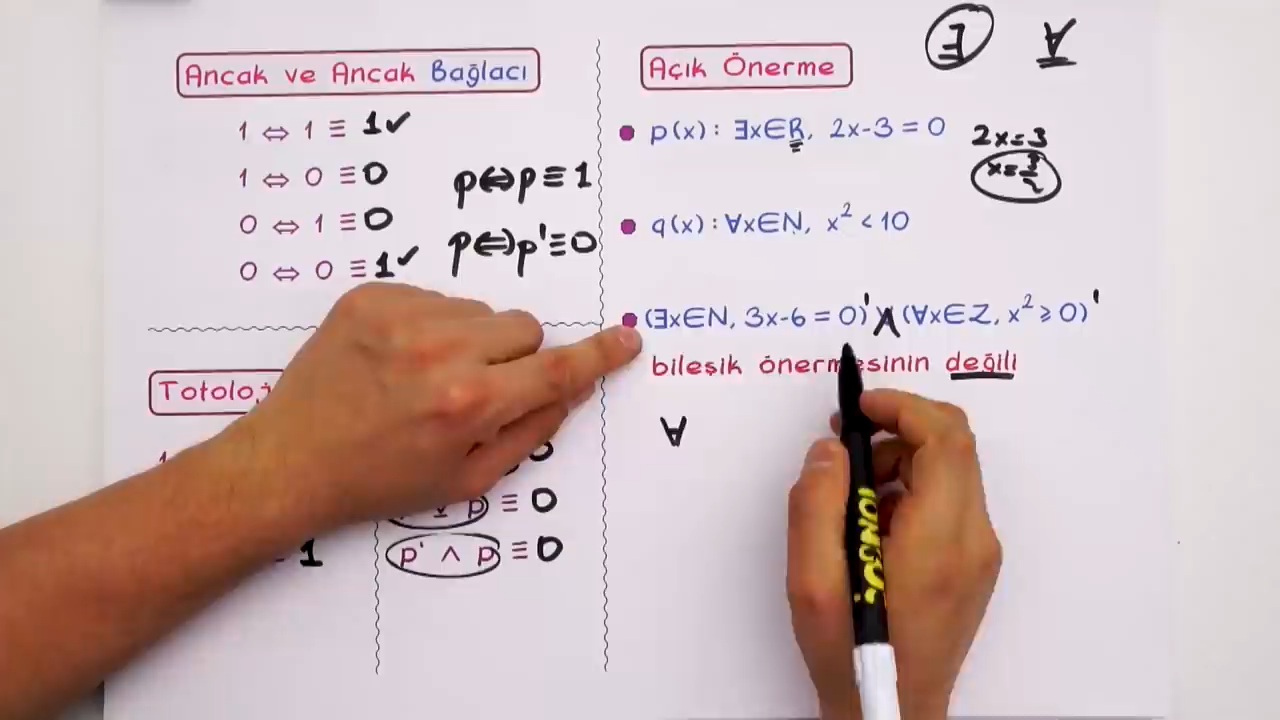 Ancak ve Ancak Bağlacı
1 ⇔ 1 ≡ 1✓
1 ⇔ 0 ≡ 0
0 ⇔ 1 ≡ 0
0 ⇔ 0 ≡ 1✓
p⇔p≡1
p⇔p'≡0
≡ 0
p' ∧ p ≡ 0
1
Ǝ ∀
Açık Önerme
p(x): ∃x∈R, 2x-3 = 0
2x=3
x=3/2
q(x): ∀x∈N, x² < 10
(∃x∈N, 3x-6 = 0)' ∧ (∀x∈Z, x² ≥ 0)'
bileşik önermesinin değili
∀
TONGUÇ